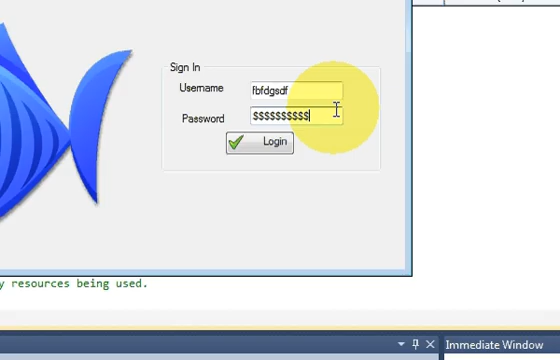 Sign In
Username
fbfdgsdf
Password
$$$$$$$$$$
Login
y resources being used.
Immediate Window